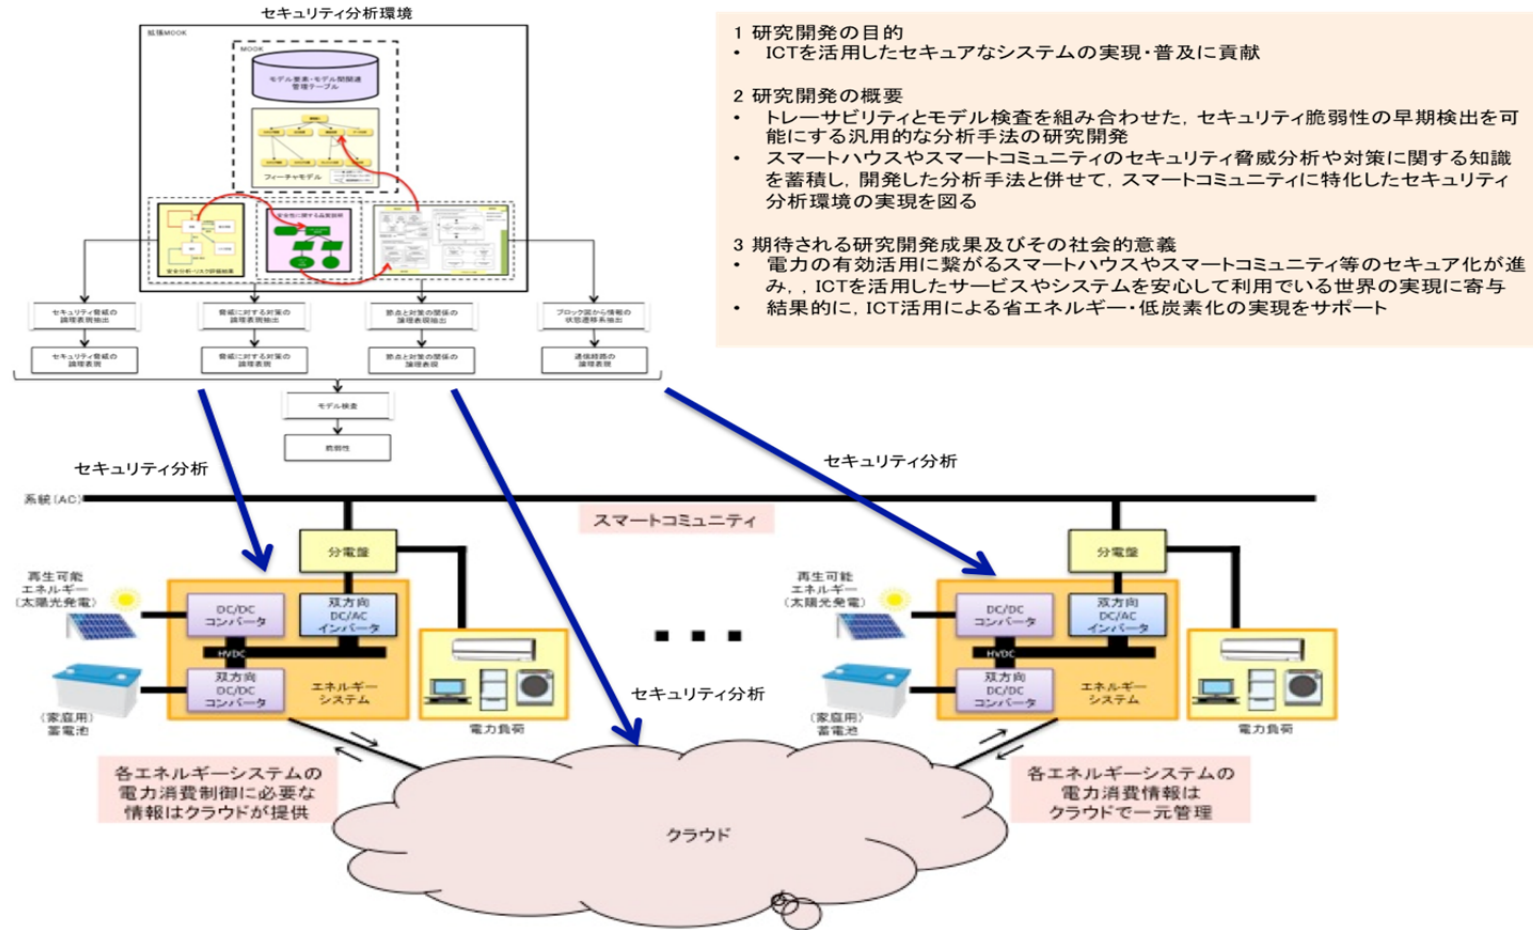 セキュリティ分析環境
拡張MOOK
MOOK
モデル要素・モデル間関連
管理テーブル
フィーチャモデル
安全性に関する品質説明
安全分析・リスク評価結果
セキュリティ脅威の
論理表現抽出
脅威に対する対策の
論理表現抽出
節点と対策の関係の
論理表現抽出
ブロック図から情報の
状態遷移系抽出
セキュリティ脅威の
論理表現
脅威に対する対策の
論理表現
節点と対策の関係の
論理表現
通信経路の
論理表現
モデル検査
脆弱性
1 研究開発の目的
・ ICTを活用したセキュアなシステムの実現・普及に貢献
2 研究開発の概要
・ トレーサビリティとモデル検査を組み合わせた，セキュリティ脆弱性の早期検出を可
能にする汎用的な分析手法の研究開発
・ スマートハウスやスマートコミュニティのセキュリティ脅威分析や対策に関する知識
を蓄積し，開発した分析手法と併せて，スマートコミュニティに特化したセキュリティ
分析環境の実現を図る
3 期待される研究開発成果及びその社会的意義
・ 電力の有効活用に繋がるスマートハウスやスマートコミュニティ等のセキュア化が進
み，，ICTを活用したサービスやシステムを安心して利用でいる世界の実現に寄与
・ 結果的に，ICT活用による省エネルギー・低炭素化の実現をサポート
セキュリティ分析
セキュリティ分析
系統(AC)
スマートコミュニティ
分電盤
再生可能
エネルギー
(太陽光発電)
DC/DC
コンバータ
双方向
DC/AC
インバータ
HVDC
双方向
DC/DC
コンバータ
エネルギー
システム
(家庭用)
蓄電池
電力負荷
セキュリティ分析
分電盤
再生可能
エネルギー
(太陽光発電)
DC/DC
コンバータ
双方向
DC/AC
インバータ
HVDC
双方向
DC/DC
コンバータ
エネルギー
システム
(家庭用)
蓄電池
電力負荷
各エネルギーシステムの
電力消費制御に必要な
情報はクラウドが提供
クラウド
各エネルギーシステムの
電力消費情報は
クラウドで一元管理